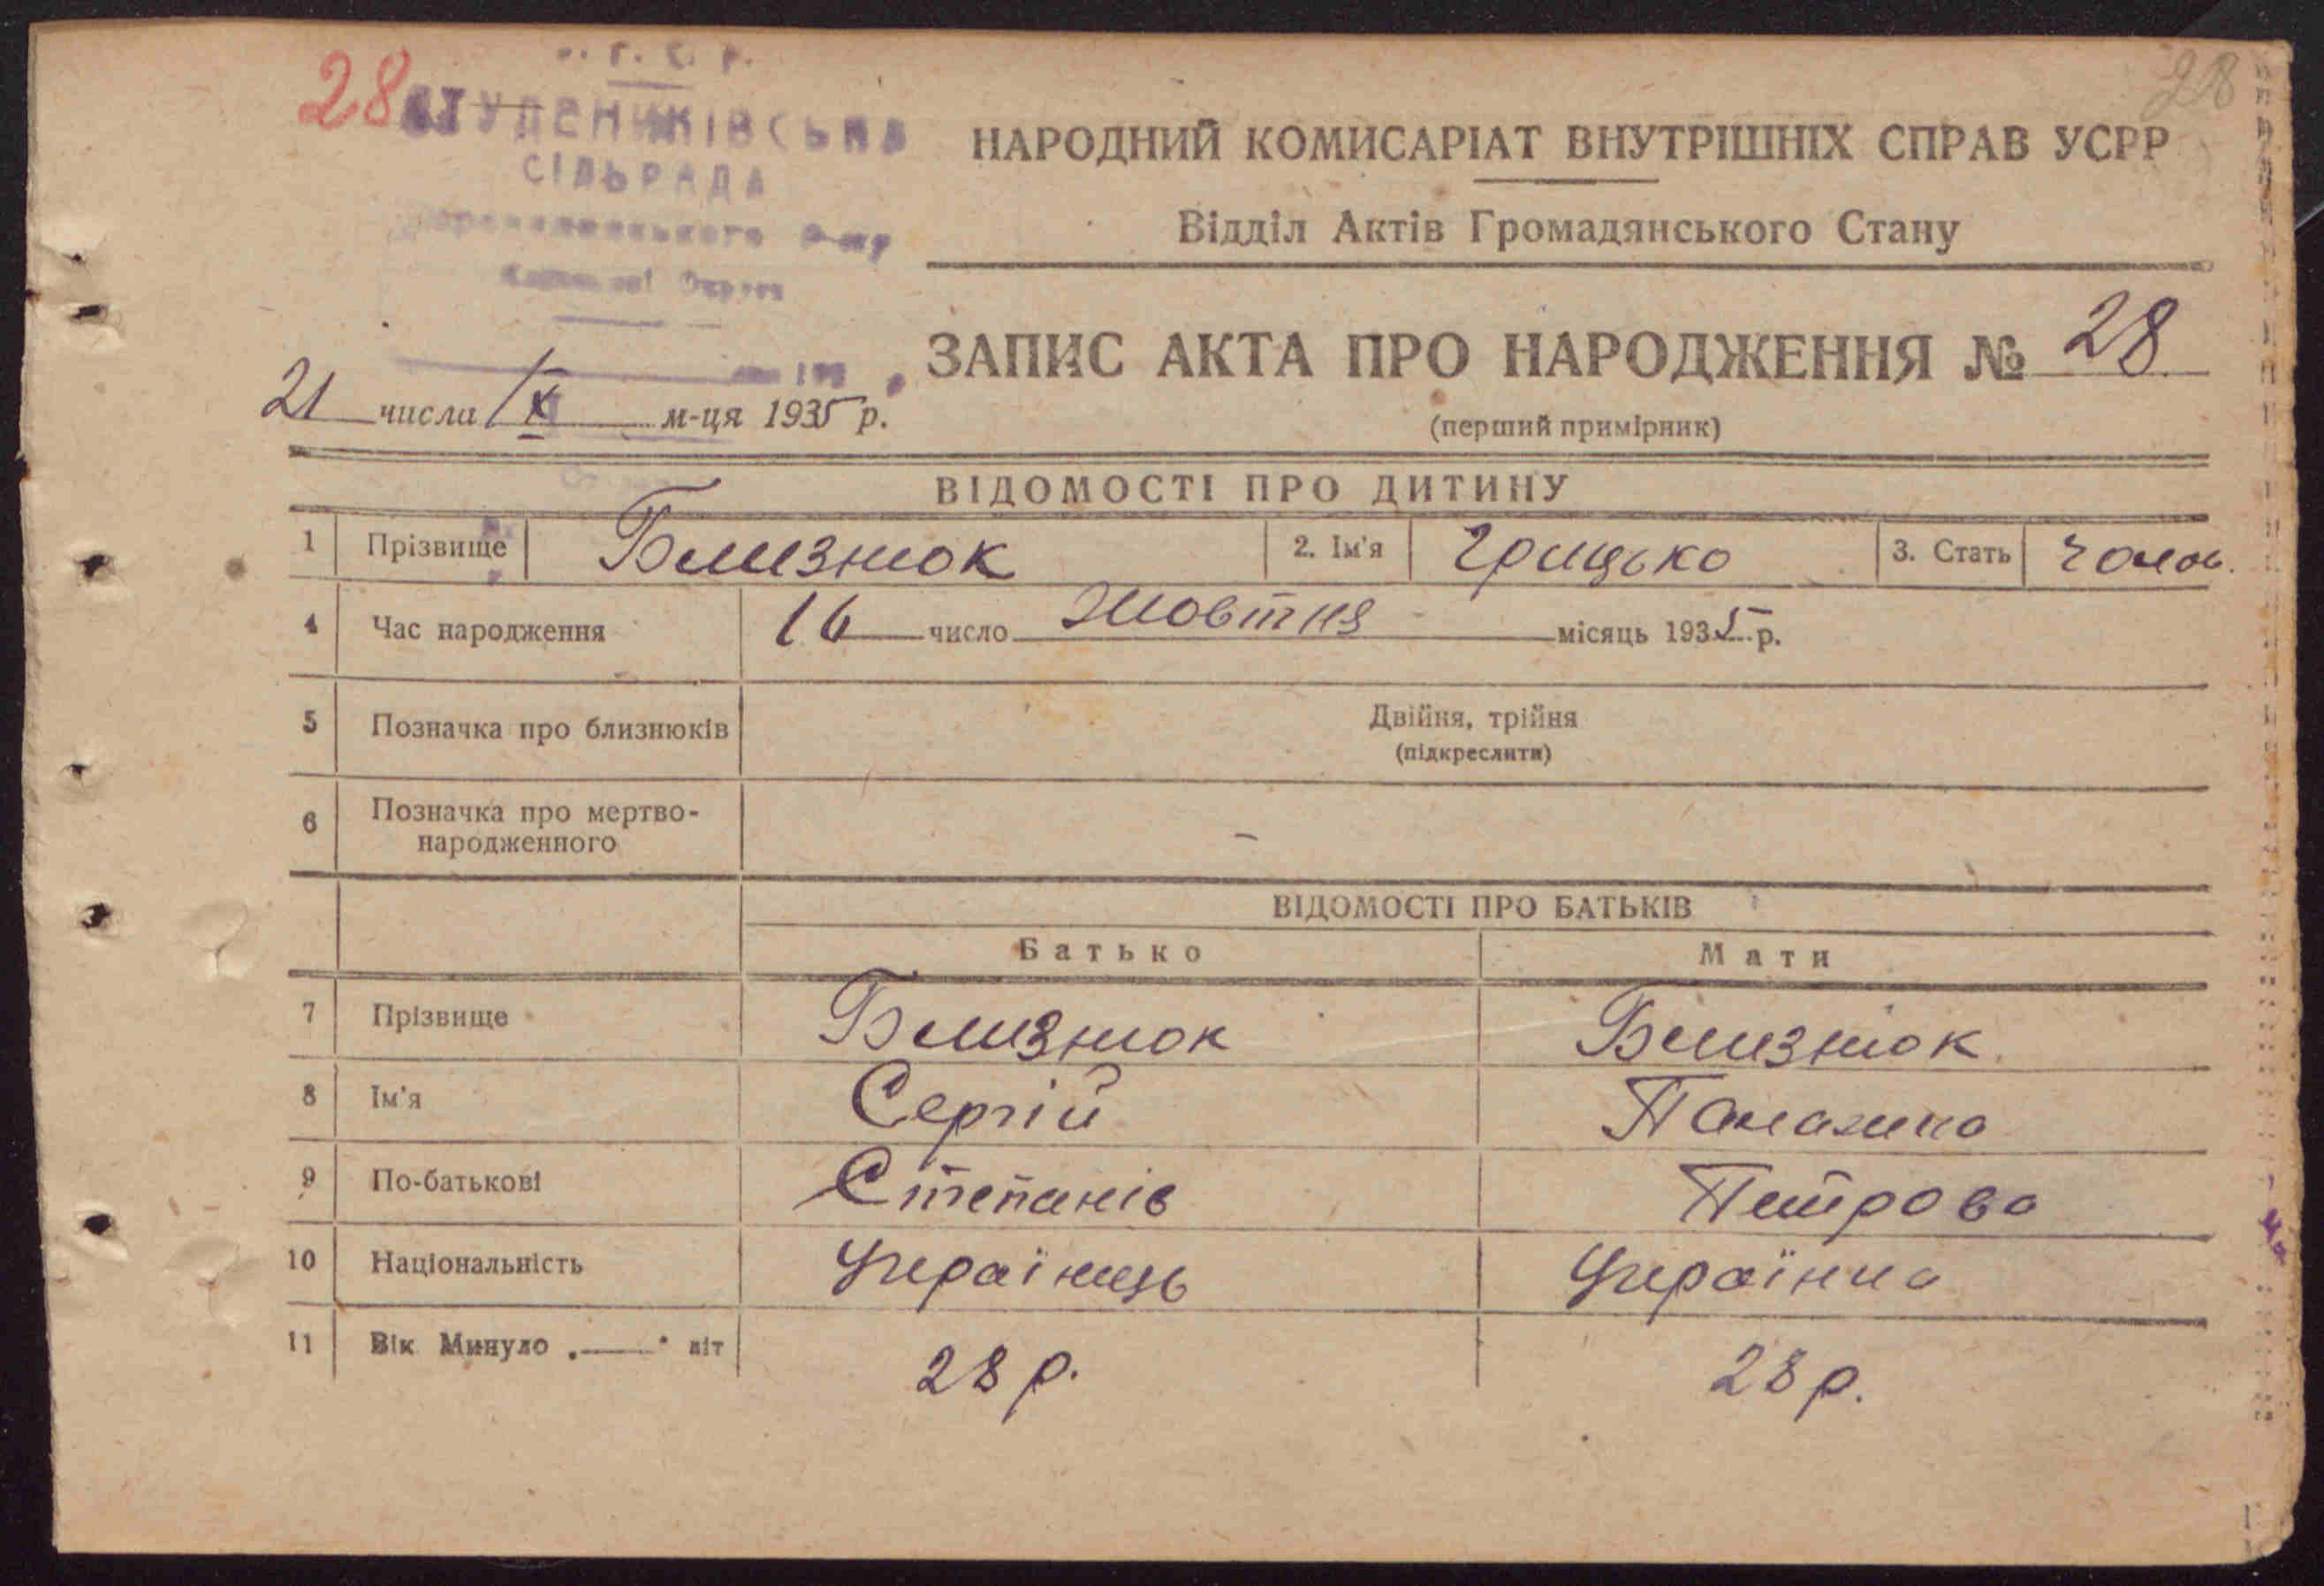 28
28
СТУДЕНИКІВСЬКА
СІЛЬРАДА
НАРОДНИЙ КОМИСАРІАТ ВНУТРІШНІХ СПРАВ УСРР
Відділ Актів Громадянського Стану
ЗАПИС АКТА ПРО НАРОДЖЕННЯ № 28
21 числа X м-ця 1935 р.
(перший примірник)
ВІДОМОСТІ ПРО ДИТИНУ
1 Прізвище Близнюк 2. Ім'я Грицько 3. Стать чолов.
4 Час народження 16 число Жовтня місяць 1935 р.
5 Позначка про близнюків Двійня, трійня
(підкреслити)
6 Позначка про мертво-
народженного -
ВІДОМОСТІ ПРО БАТЬКІВ
Батько Мати
7 Прізвище Близнюк Близнюк
8 Ім'я Сергій
9 По-батькові Степанів Петрова
10 Національність Українець Українка
11 Вік Минуло „—“ літ 28 р. 28 р.